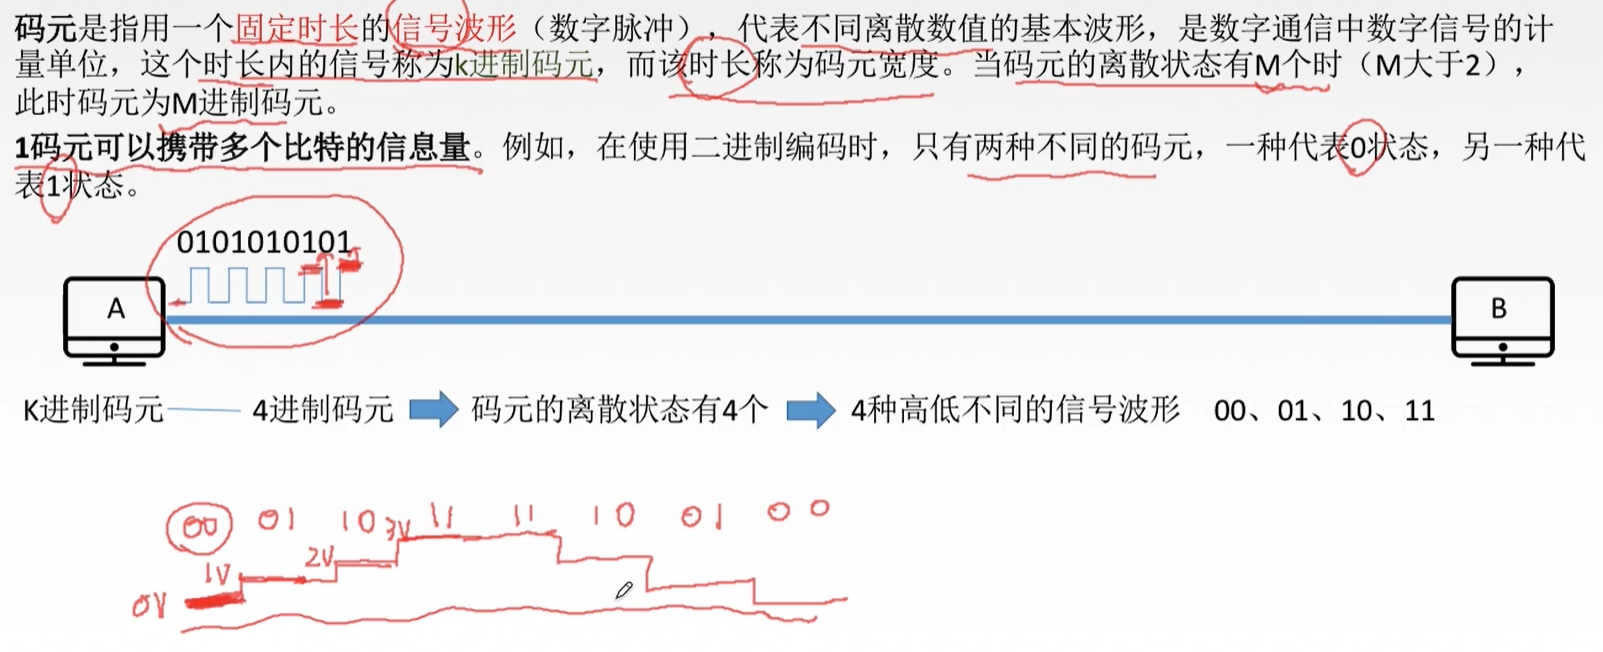 码元是指用一个固定时长的信号波形（数字脉冲），代表不同离散数值的基本波形，是数字通信中数字信号的计
量单位，这个时长内的信号称为k进制码元，而该时长称为码元宽度。当码元的离散状态有M个时（M大于2），
此时码元为M进制码元。
1码元可以携带多个比特的信息量。例如，在使用二进制编码时，只有两种不同的码元，一种代表0状态，另一种代
表1状态。
0101010101
A
B
K进制码元 4进制码元 码元的离散状态有4个 4种高低不同的信号波形 00、01、10、11
00 01 10 11 11 10 01 00
3V
2V
1V
0V